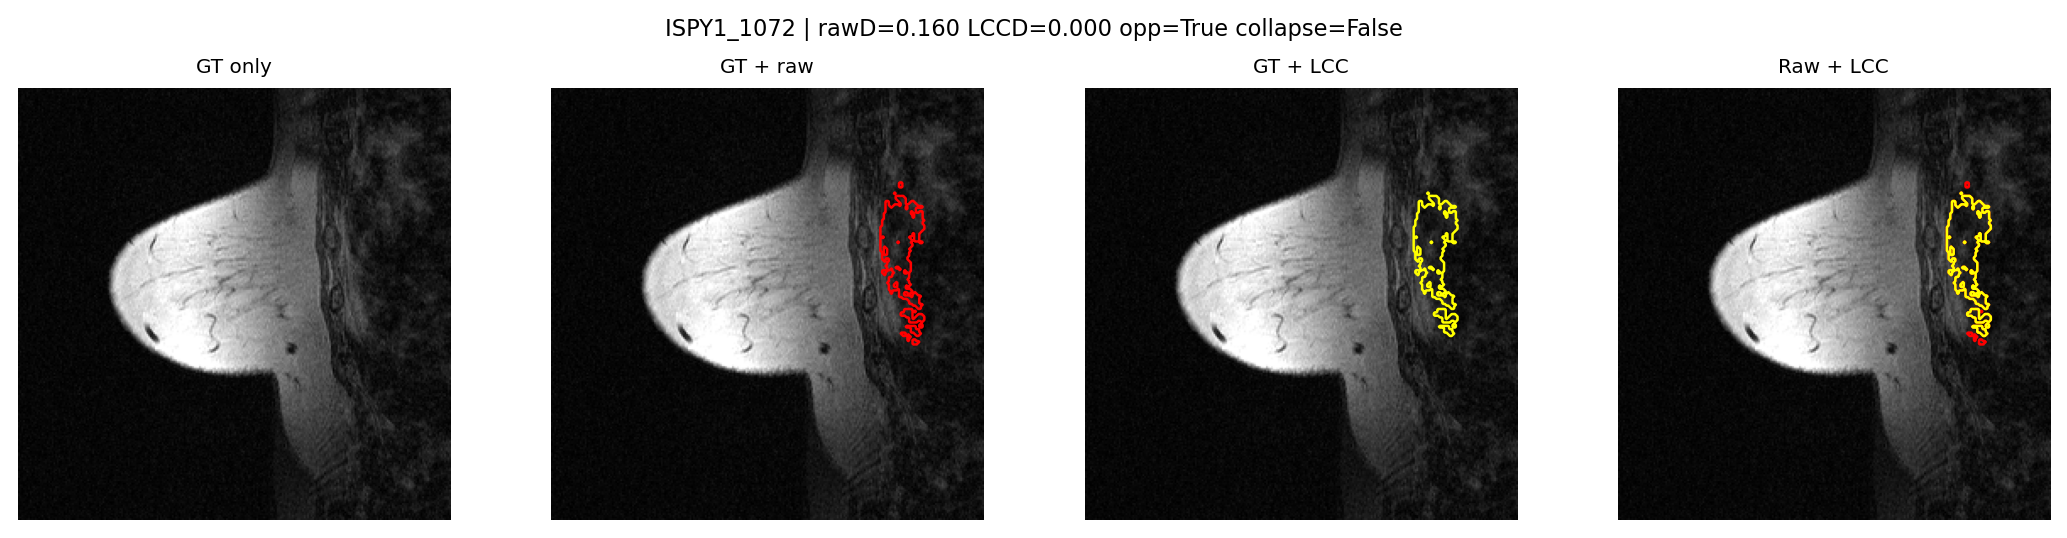 ISPY1_1072 | rawD=0.160 LCCD=0.000 opp=True collapse=False
GT only
GT + raw
GT + LCC
Raw + LCC